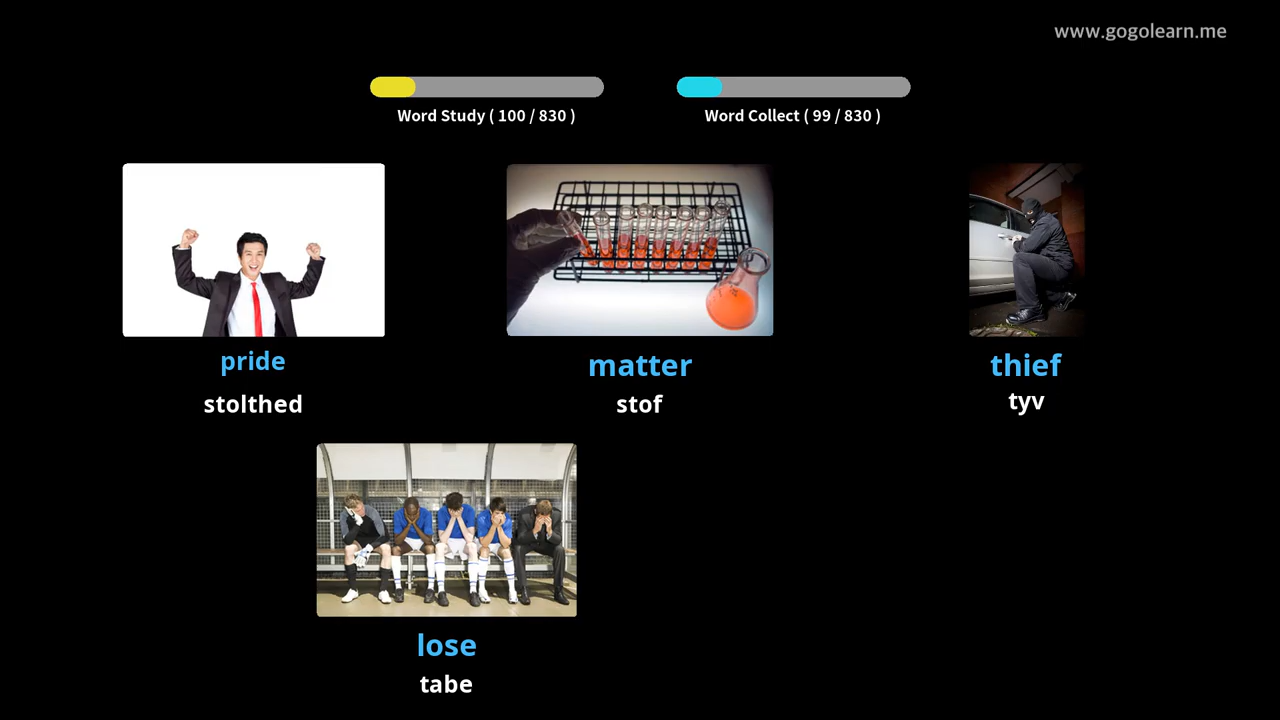 www.gogolearn.me
Word Study ( 100 / 830 )
Word Collect ( 99 / 830 )
pride
stolthed
matter
stof
thief
tyv
lose
tabe